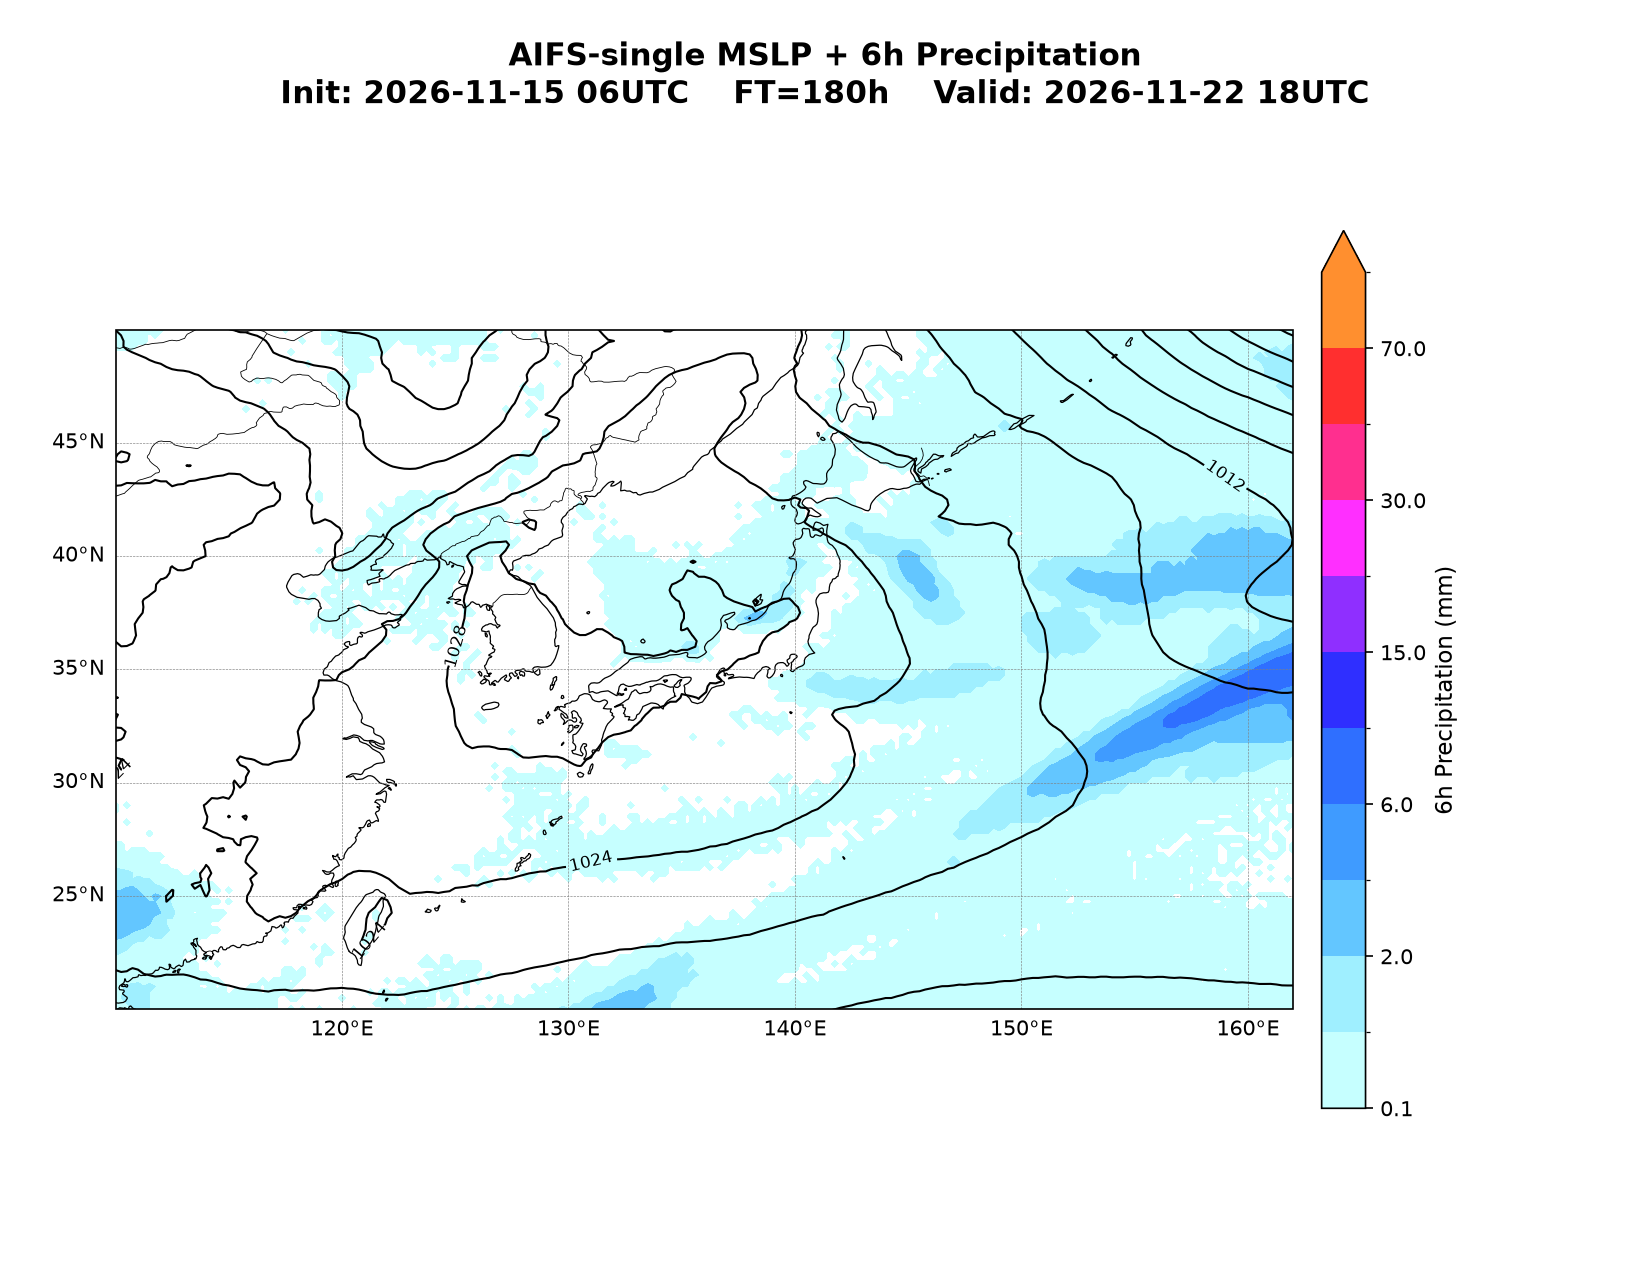 AIFS-single MSLP + 6h Precipitation
Init: 2026-11-15 06UTC    FT=180h    Valid: 2026-11-22 18UTC
70.0
30.0
15.0
6.0
2.0
0.1
6h Precipitation (mm)
45°N
40°N
35°N
30°N
25°N
1012
1028
1024
120°E
130°E
140°E
150°E
160°E